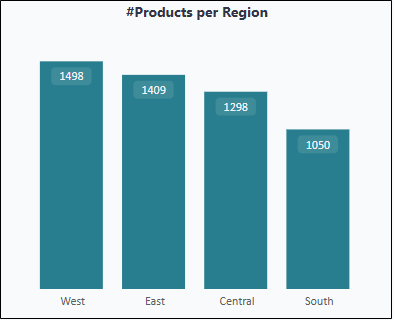 #Products per Region
1498
1409
1298
1050
West East Central South